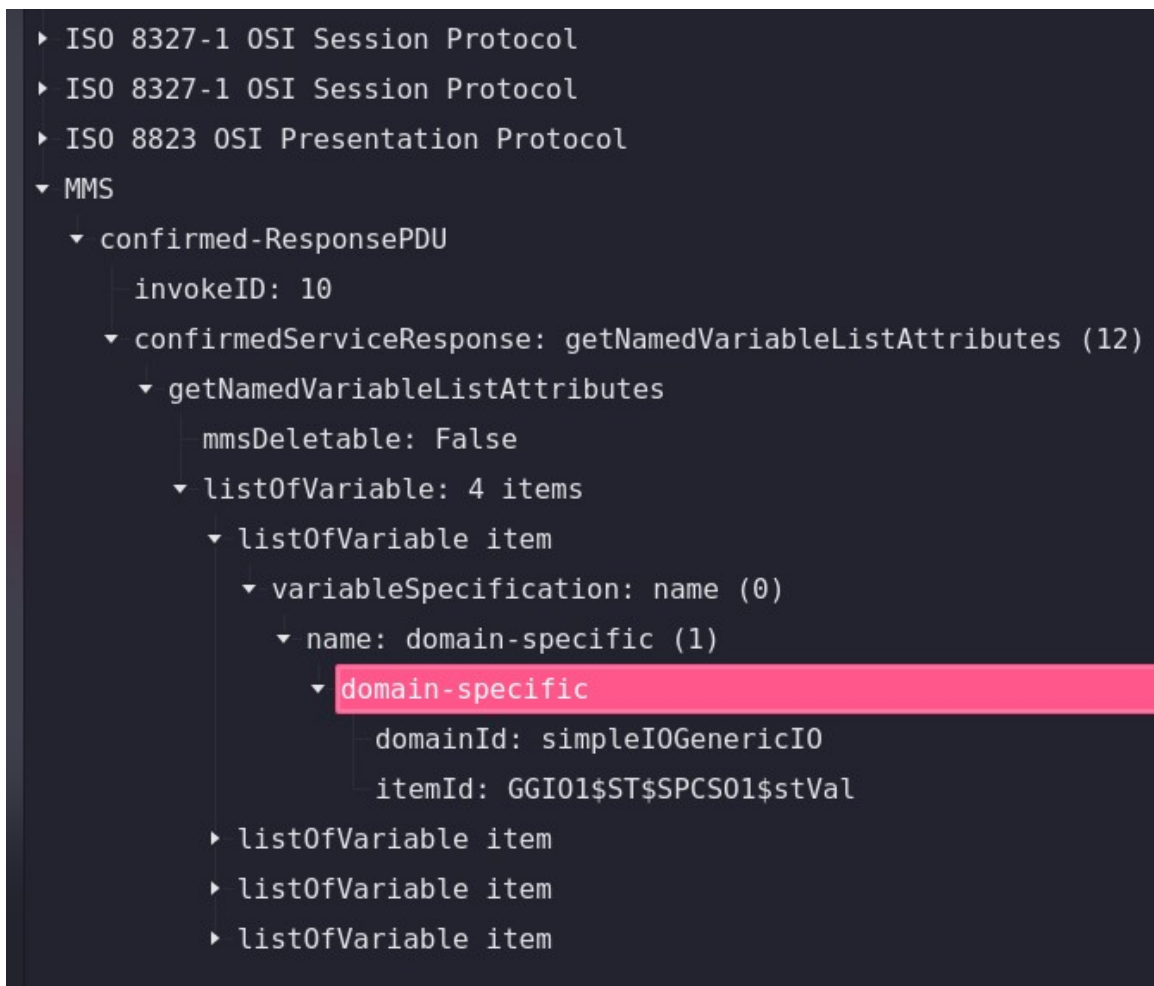 ISO 8327-1 OSI Session Protocol
ISO 8327-1 OSI Session Protocol
ISO 8823 OSI Presentation Protocol
MMS
confirmed-ResponsePDU
invokeID: 10
confirmedServiceResponse: getNamedVariableListAttributes (12)
getNamedVariableListAttributes
mmsDeletable: False
listOfVariable: 4 items
listOfVariable item
variableSpecification: name (0)
name: domain-specific (1)
domain-specific
domainId: simpleIOGenericIO
itemId: GGIO1$ST$SPCSO1$stVal
listOfVariable item
listOfVariable item
listOfVariable item